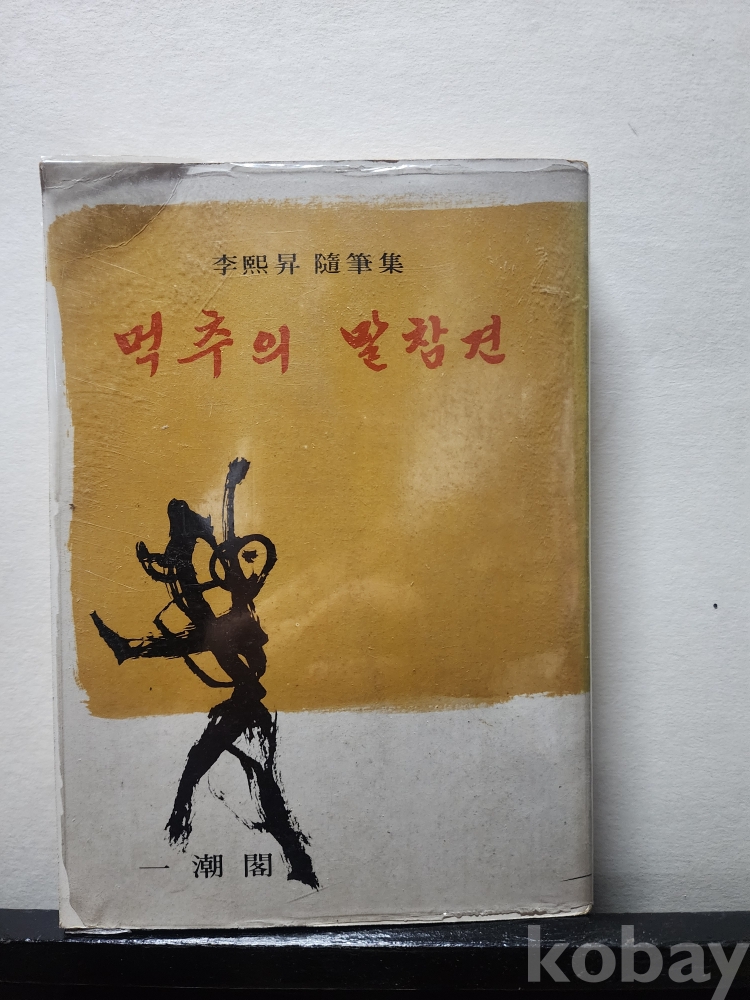 李熙昇 隨筆集
먹추의 말참견
一潮閣
kobay